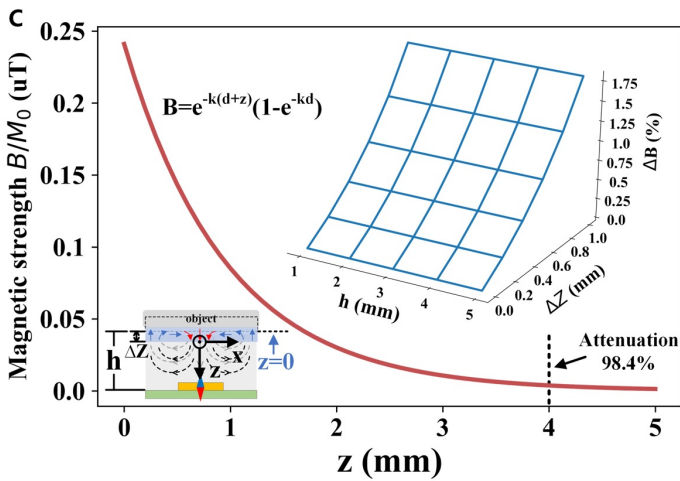 C
Magnetic strength B/M₀ (uT)
0.25
0.2
0.15
0.1
0.05
0.0
B=e^-k(d+z)(1-e^-kd)
1.75
1.5
1.0
0.75
0.5
1.25
0.0
ΔB (%)
1
2
3
4
5
h (mm)
0.0
0.2
0.4
0.6
0.8
1.0
ΔZ (mm)
object
h
ΔZ
x
z
z=0
Attenuation
98.4%
0
1
2
3
4
5
z (mm)